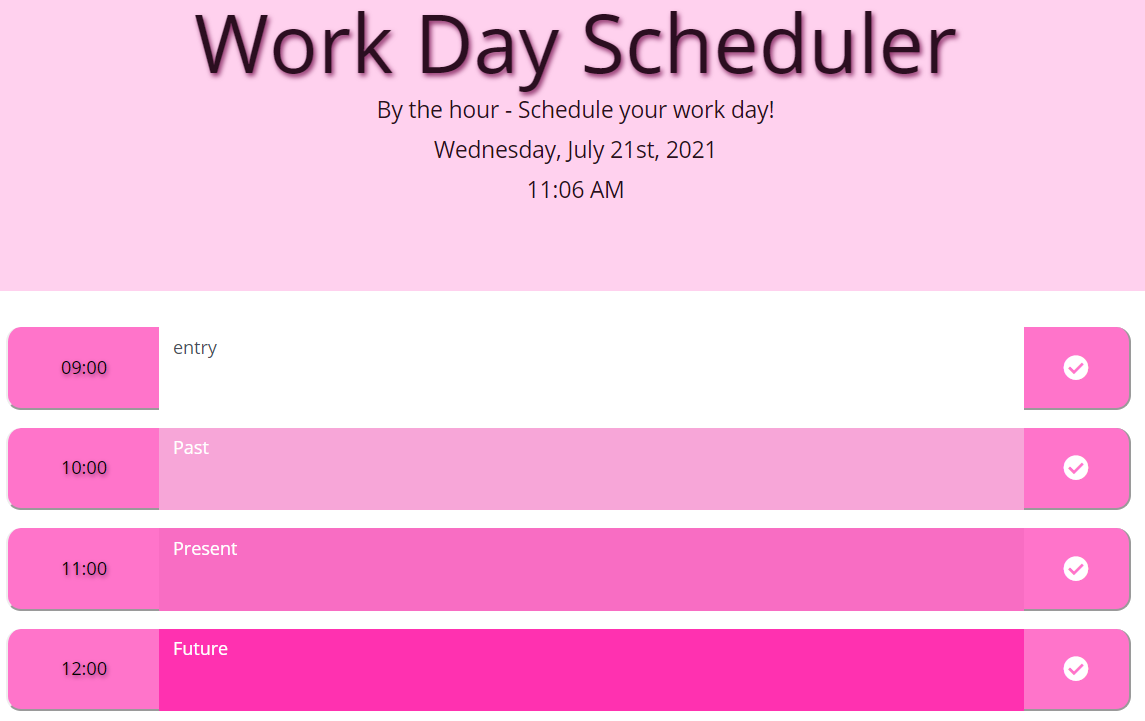 Work Day Scheduler
By the hour - Schedule your work day!
Wednesday, July 21st, 2021
11:06 AM
09:00 entry
10:00 Past
11:00 Present
12:00 Future